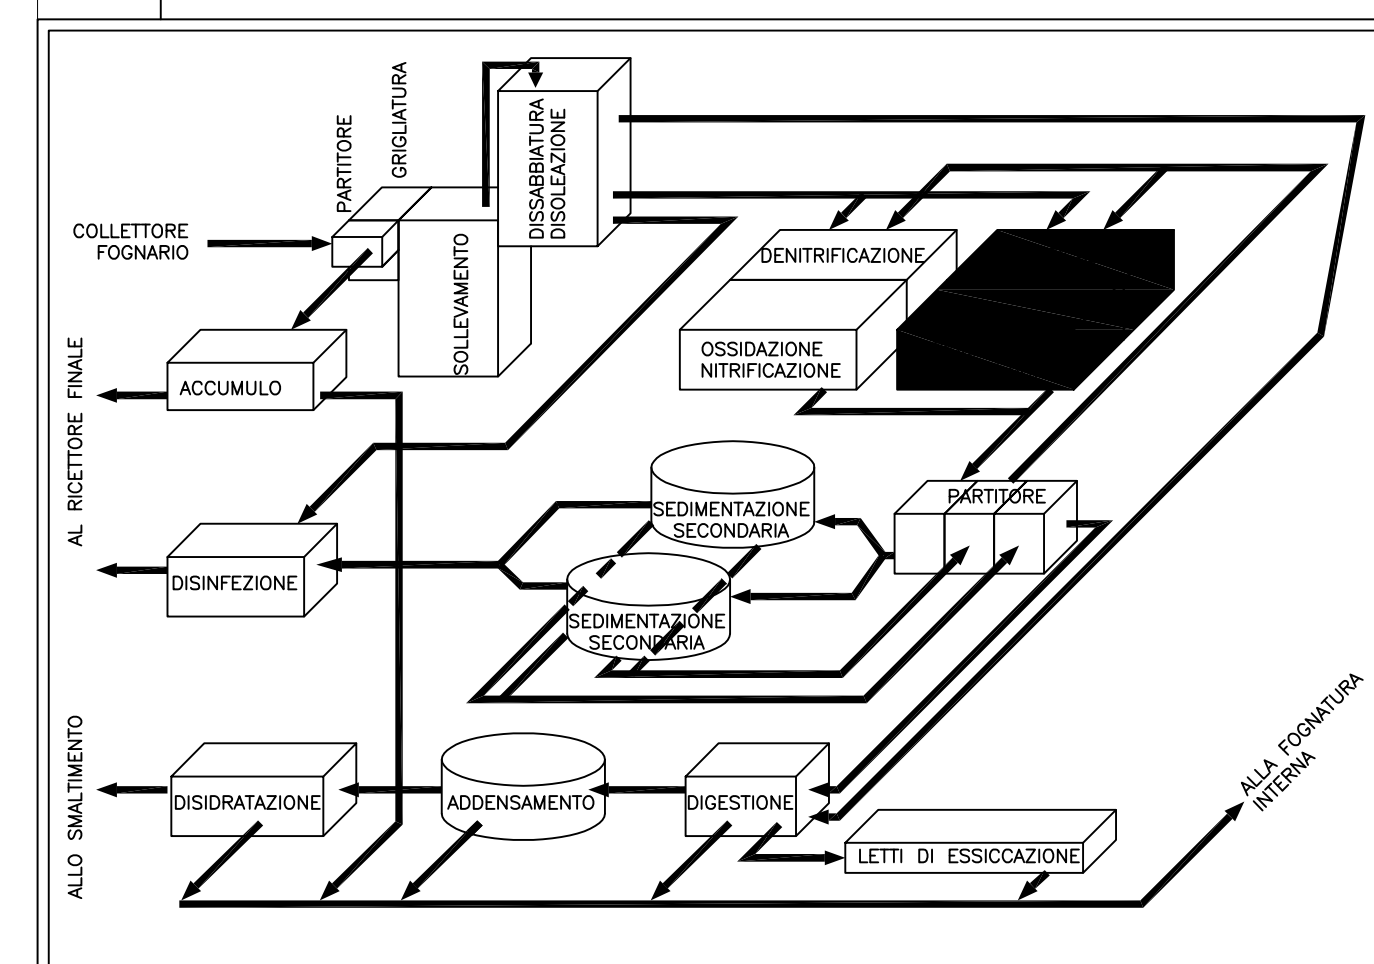 GRIGLIATURA
PARTITORE
DISSABBIATURA
DISOLEAZIONE
COLLETTORE
FOGNARIO
SOLLEVAMENTO
DENITRIFICAZIONE
OSSIDAZIONE
NITRIFICAZIONE
AL RICETTORE FINALE
ACCUMULO
PARTITORE
SEDIMENTAZIONE
SECONDARIA
DISINFEZIONE
SEDIMENTAZIONE
SECONDARIA
ALLO SMALTIMENTO
DISIDRATAZIONE
ADDENSAMENTO
DIGESTIONE
LETTI DI ESSICCAZIONE
ALLA FOGNATURA
INTERNA